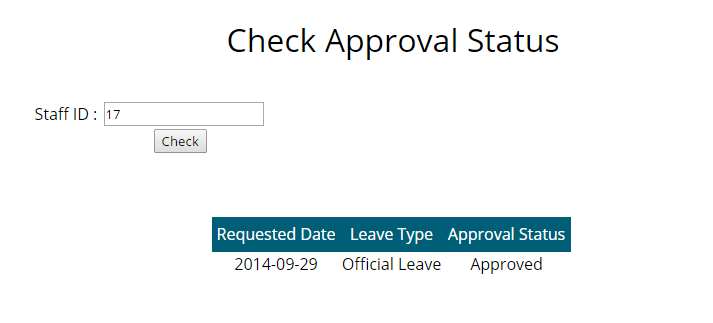 Check Approval Status
Staff ID : 17
Check
Requested Date Leave Type Approval Status
2014-09-29 Official Leave Approved